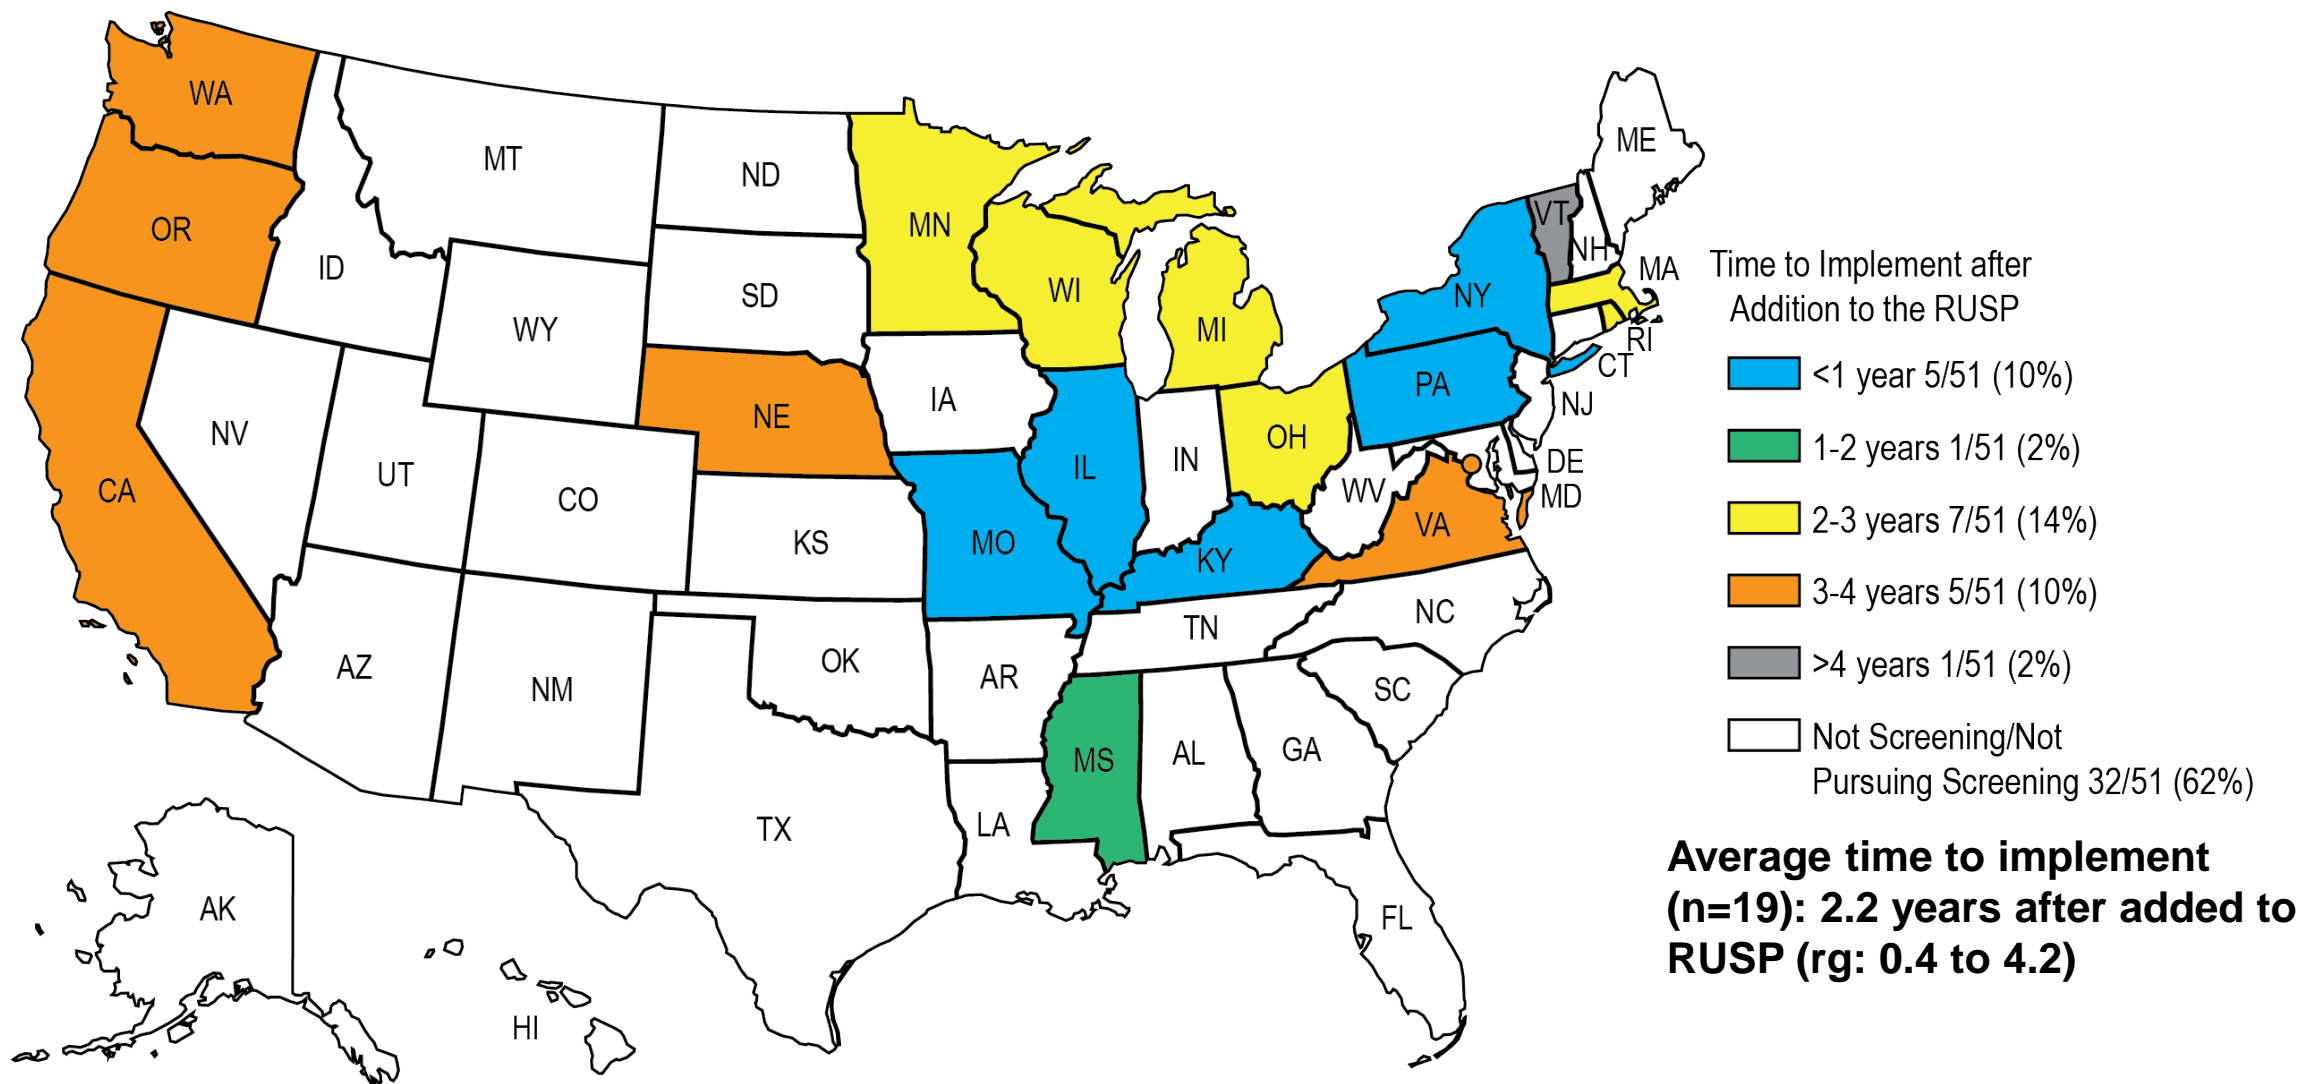 WA
MT
ND
MN
ME
OR
ID
SD
WI
MI
VT
NH
MA
NY
WY
RI
CT
IA
PA
NE
NJ
NV
UT
CO
CA
IL
IN
OH
DE
WV
MD
KS
MO
KY
VA
AZ
NM
OK
AR
TN
NC
SC
MS
AL
GA
TX
LA
FL
AK
HI
Time to Implement after
Addition to the RUSP
<1 year 5/51 (10%)
1-2 years 1/51 (2%)
2-3 years 7/51 (14%)
3-4 years 5/51 (10%)
>4 years 1/51 (2%)
Not Screening/Not
Pursuing Screening 32/51 (62%)
Average time to implement
(n=19): 2.2 years after added to
RUSP (rg: 0.4 to 4.2)